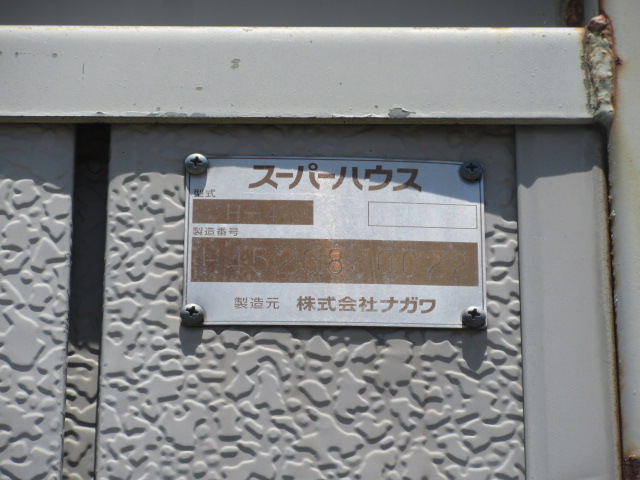 スーパーハウス
型式
製造番号
製造元 株式会社ナガワ